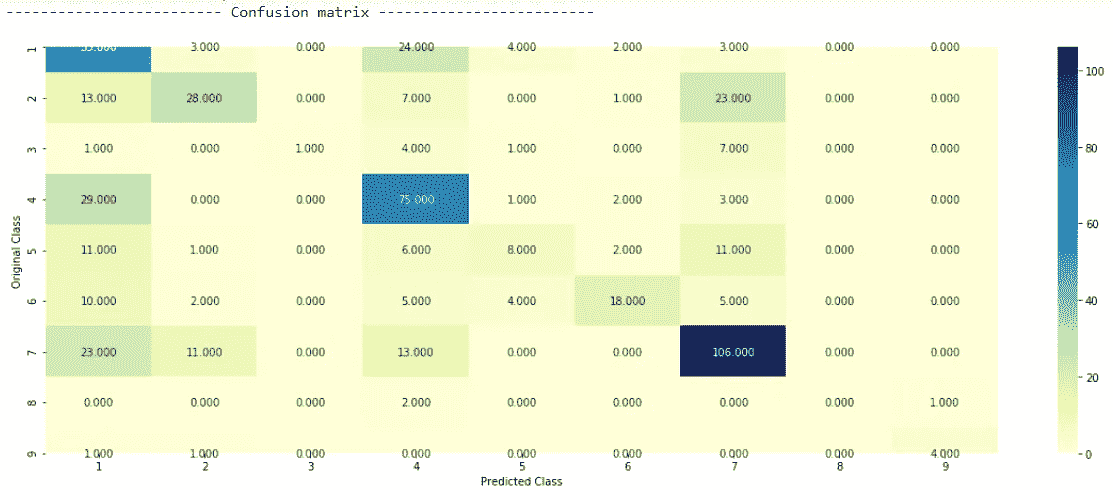 ------------------------ Confusion matrix ------------------------
1 3.000 0.000 24.000 4.000 2.000 3.000 0.000 0.000
2 13.000 28.000 0.000 7.000 0.000 1.000 23.000 0.000 0.000
3 1.000 0.000 1.000 4.000 1.000 0.000 7.000 0.000 0.000
4 29.000 0.000 0.000 75.000 1.000 2.000 3.000 0.000 0.000
5 11.000 1.000 0.000 6.000 8.000 2.000 11.000 0.000 0.000
6 10.000 2.000 0.000 5.000 4.000 18.000 5.000 0.000 0.000
7 23.000 11.000 0.000 13.000 0.000 0.000 106.000 0.000 0.000
8 0.000 0.000 0.000 2.000 0.000 0.000 0.000 0.000 1.000
9 1.000 1.000 0.000 0.000 0.000 0.000 0.000 0.000 4.000
1 2 3 4 5 6 7 8 9
Original Class
Predicted Class
100
80
60
40
20
0